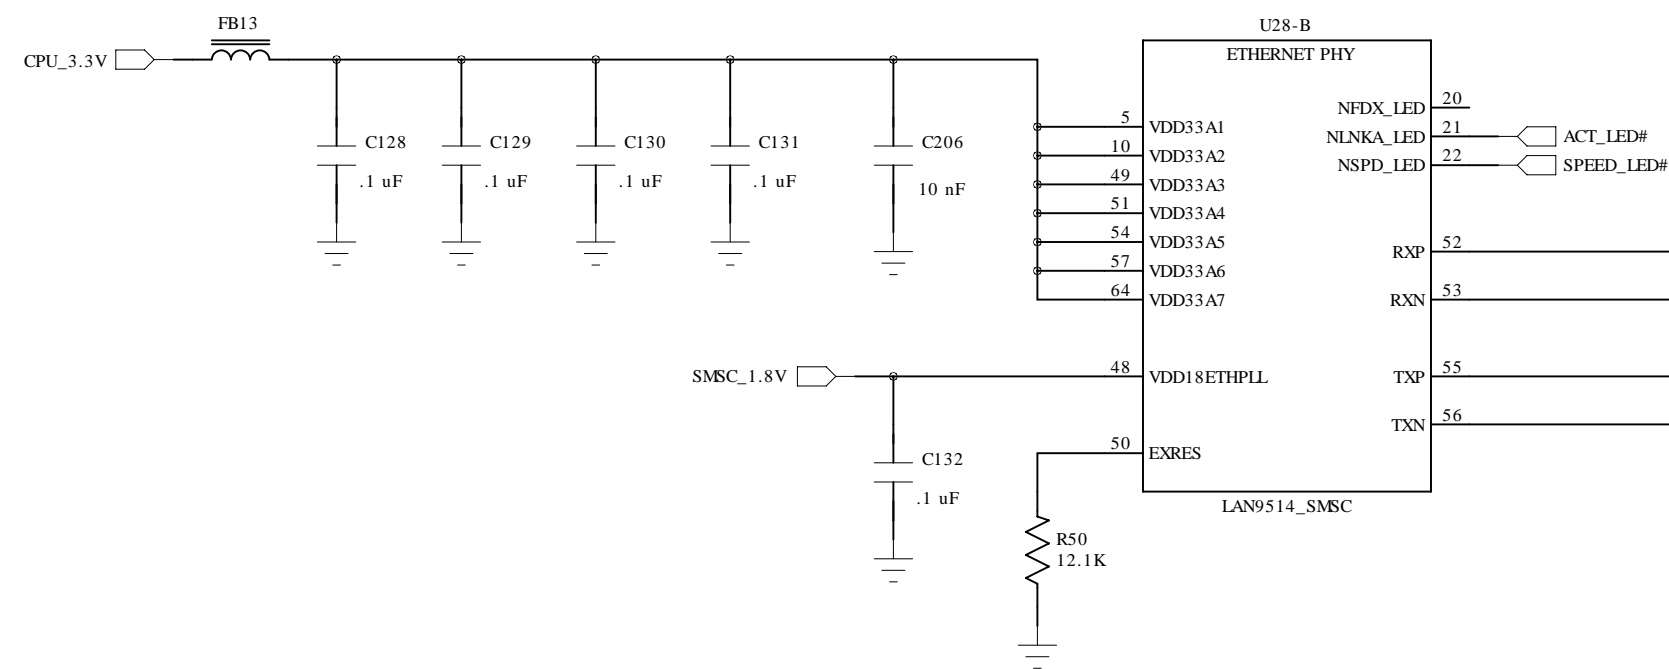 FB13
CPU_3.3V
C128
.1 uF
C129
.1 uF
C130
.1 uF
C131
.1 uF
C206
10 nF
U28-B
ETHERNET PHY
5 VDD33A1
10 VDD33A2
49 VDD33A3
51 VDD33A4
54 VDD33A5
57 VDD33A6
64 VDD33A7
NFDX_LED 20
NLNKA_LED 21 ACT_LED#
NSPD_LED 22 SPEED_LED#
RXP 52
RXN 53
SMSC_1.8V
48 VDD18ETHPLL
TXP 55
TXN 56
C132
.1 uF
50 EXRES
LAN9514_SMSC
R50
12.1K